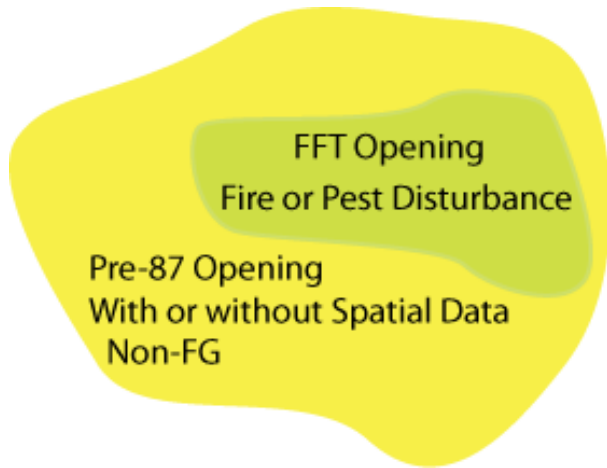 FFT Opening
Fire or Pest Disturbance
Pre-87 Opening
With or without Spatial Data
Non-FG